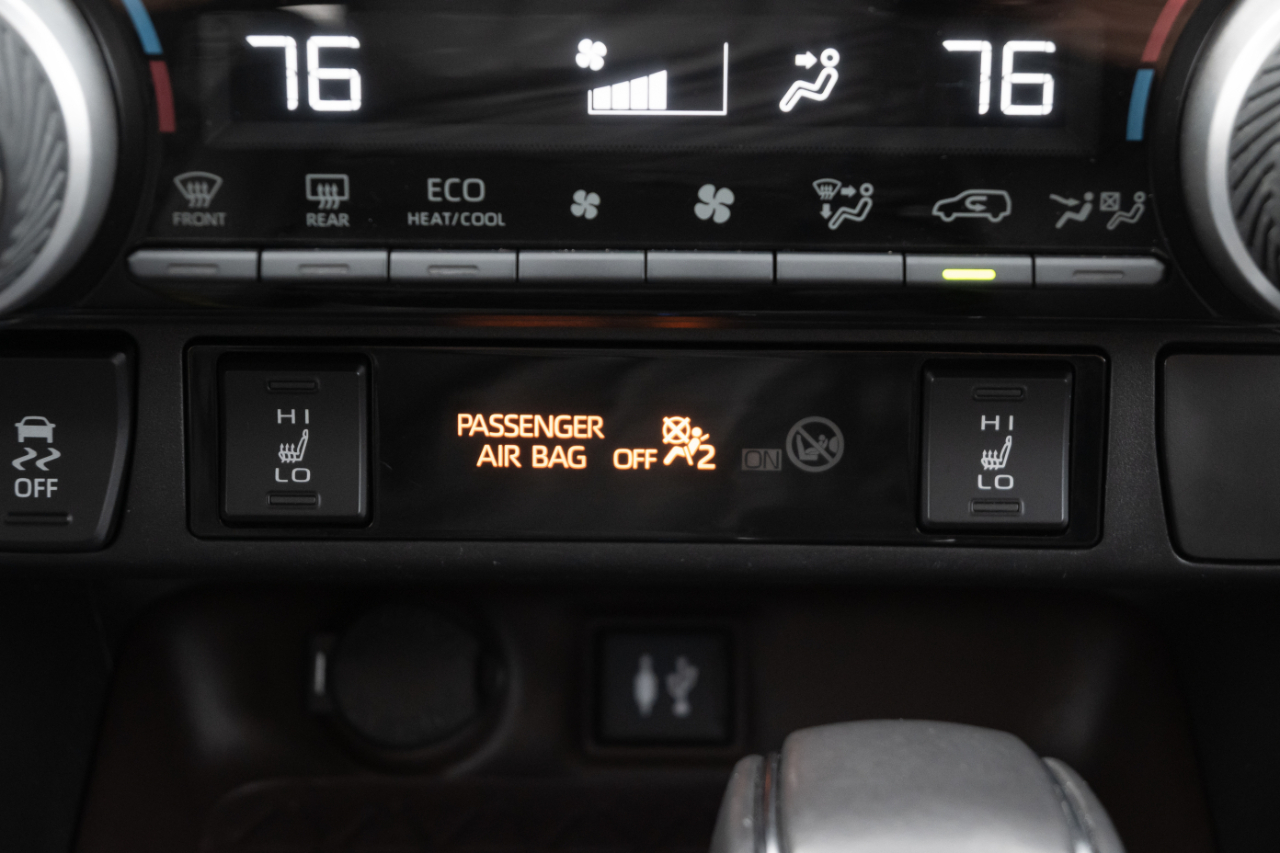 76 76
FRONT REAR ECO HEAT/COOL
HI LO
PASSENGER
AIR BAG OFF 2 ON
HI LO
OFF